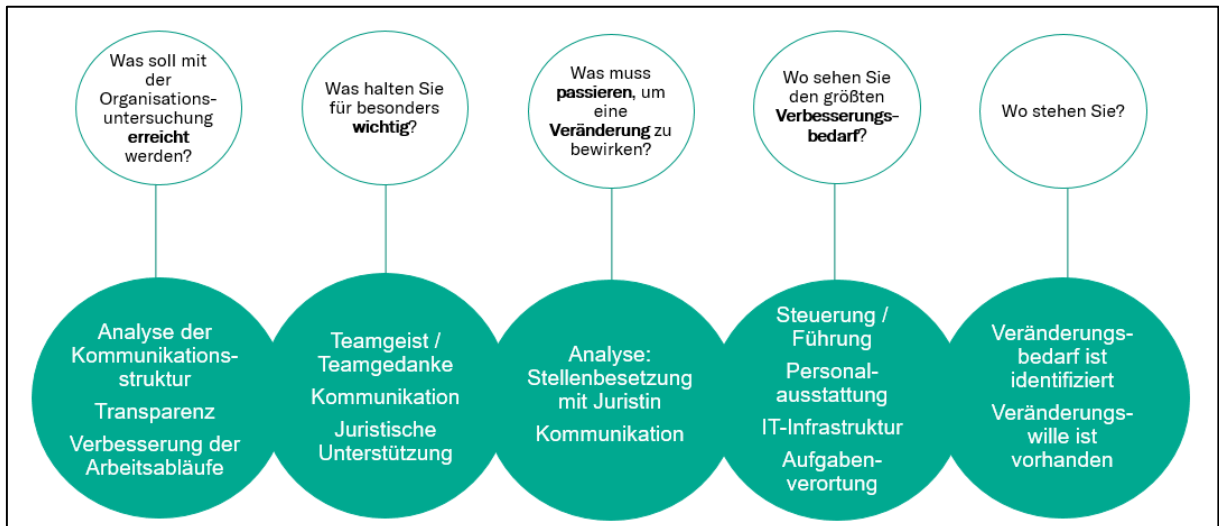 Was soll mit
der
Organisations-
untersuchung
erreicht
werden?
Was halten Sie
für besonders
wichtig?
Was muss
passieren, um
eine
Veränderung zu
bewirken?
Wo sehen Sie
den größten
Verbesserungs-
bedarf?
Wo stehen Sie?
Analyse der
Kommunikations-
struktur
Transparenz
Verbesserung der
Arbeitsabläufe
Teamgeist /
Teamgedanke
Kommunikation
Juristische
Unterstützung
Analyse:
Stellenbesetzung
mit Juristin
Kommunikation
Steuerung /
Führung
Personal-
ausstattung
IT-Infrastruktur
Aufgaben-
verortung
Veränderungs-
bedarf ist
identifiziert
Veränderungs-
wille ist
vorhanden